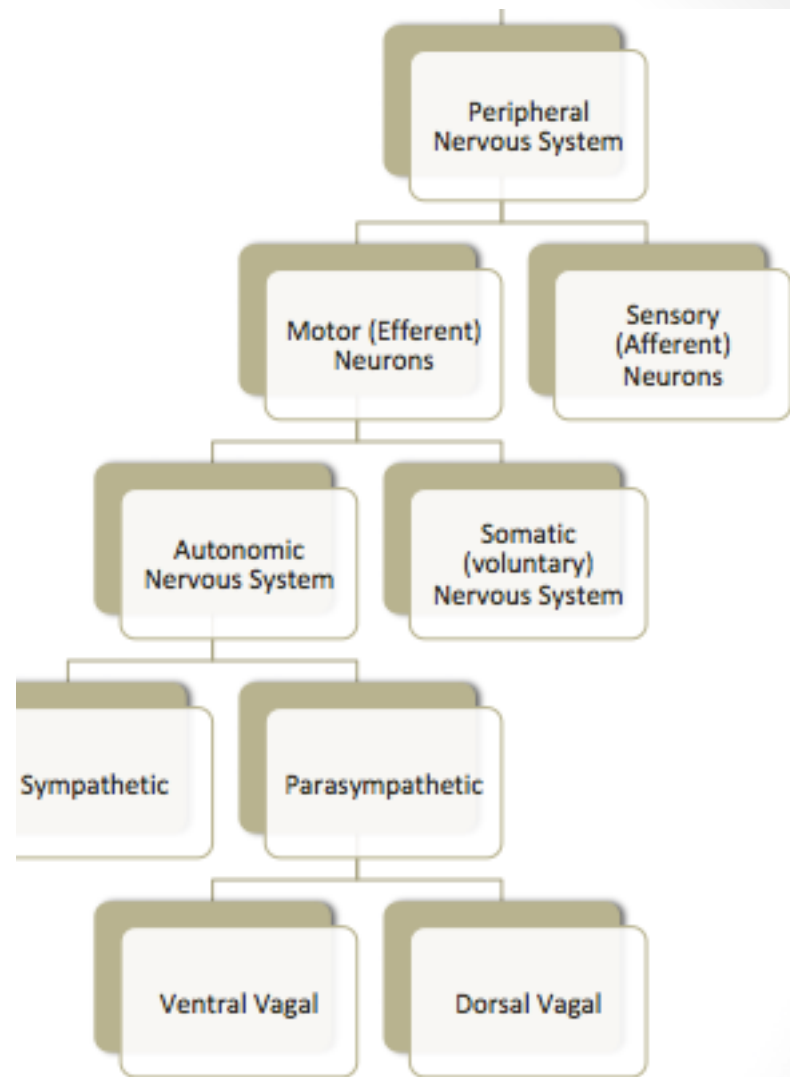 Peripheral
Nervous System
Motor (Efferent)
Neurons
Sensory
(Afferent)
Neurons
Autonomic
Nervous System
Somatic
(voluntary)
Nervous System
Sympathetic
Parasympathetic
Ventral Vagal
Dorsal Vagal